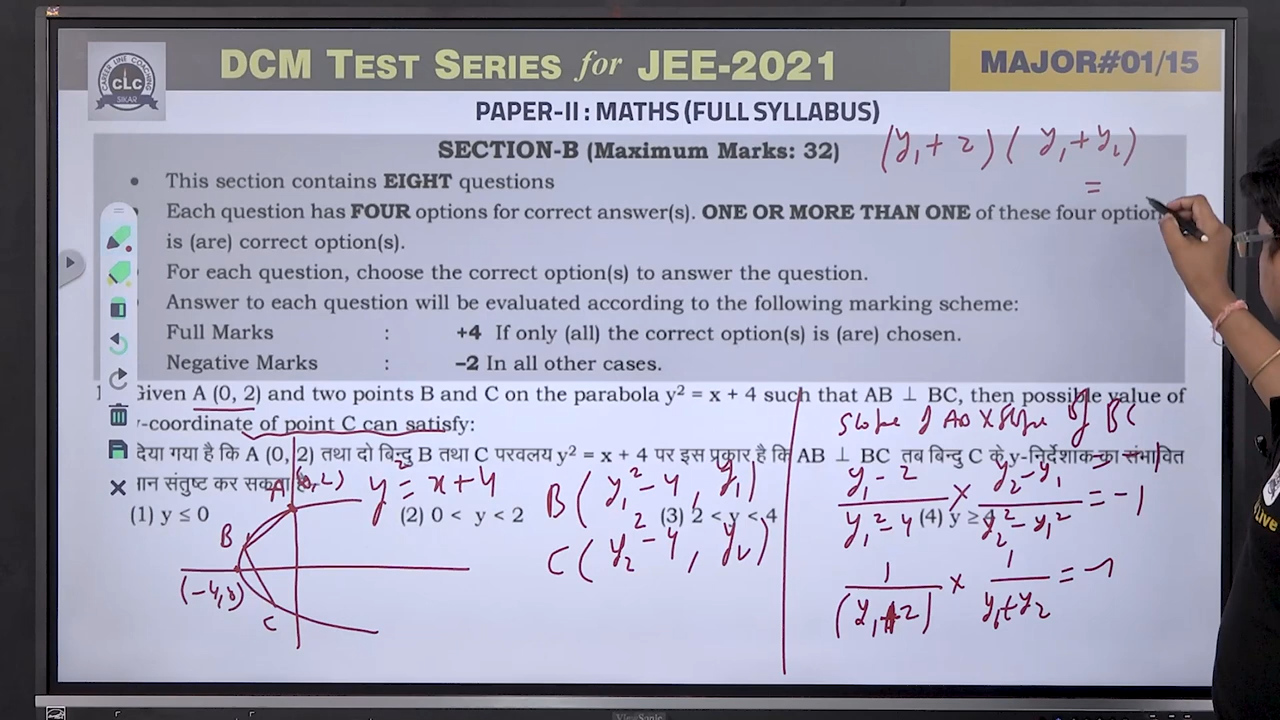 CAREER LINE COACHING
CLC
SIKAR
DCM TEST SERIES for JEE-2021
MAJOR#01/15
PAPER-II : MATHS (FULL SYLLABUS)
(y₁ + 2) ( y₁ + y₂)
=
SECTION-B (Maximum Marks: 32)
• This section contains EIGHT questions
Each question has FOUR options for correct answer(s). ONE OR MORE THAN ONE of these four option
is (are) correct option(s).
For each question, choose the correct option(s) to answer the question.
Answer to each question will be evaluated according to the following marking scheme:
Full Marks : +4 If only (all) the correct option(s) is (are) chosen.
Negative Marks : –2 In all other cases.
Given A (0, 2) and two points B and C on the parabola y² = x + 4 such that AB ⊥ BC, then possible value of
-coordinate of point C can satisfy:
देया गया है कि A (0, 2) तथा दो बिन्दु B तथा C परवलय y² = x + 4 पर इस प्रकार है कि AB ⊥ BC तब बिन्दु C के y-निर्देशांक का संभावित
मान संतुष्ट कर सकता है
(1) y ≤ 0 (2) 0 < y < 2 (3) 2 < y < 4 (4) y ≥ 4
A (0, 2)
y² = x + 4
B
(-4, 0)
C
B ( y₁² - 4 , y₁ )
C ( y₂² - 4 , y₂ )
Slope of AB × Slope of BC
= -1
y₁ - 2 / y₁² - 4 × y₂ - y₁ / y₂² - y₁² = -1
1 / (y₁ + 2) × 1 / y₁ + y₂ = -1
Live
ViewSonic